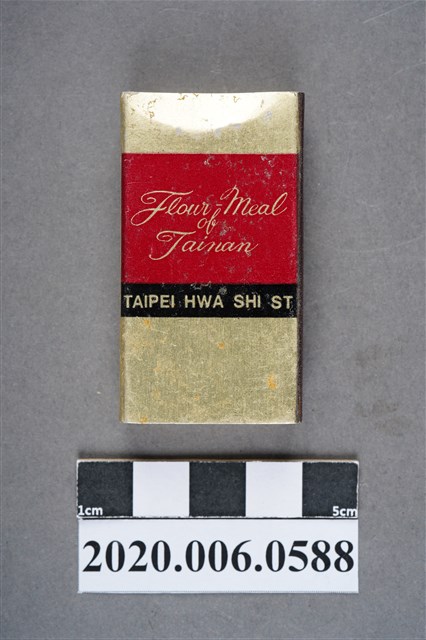 Flour-Meal
of
Tainan
TAIPEI HWA SHI ST
1cm 5cm
2020.006.0588